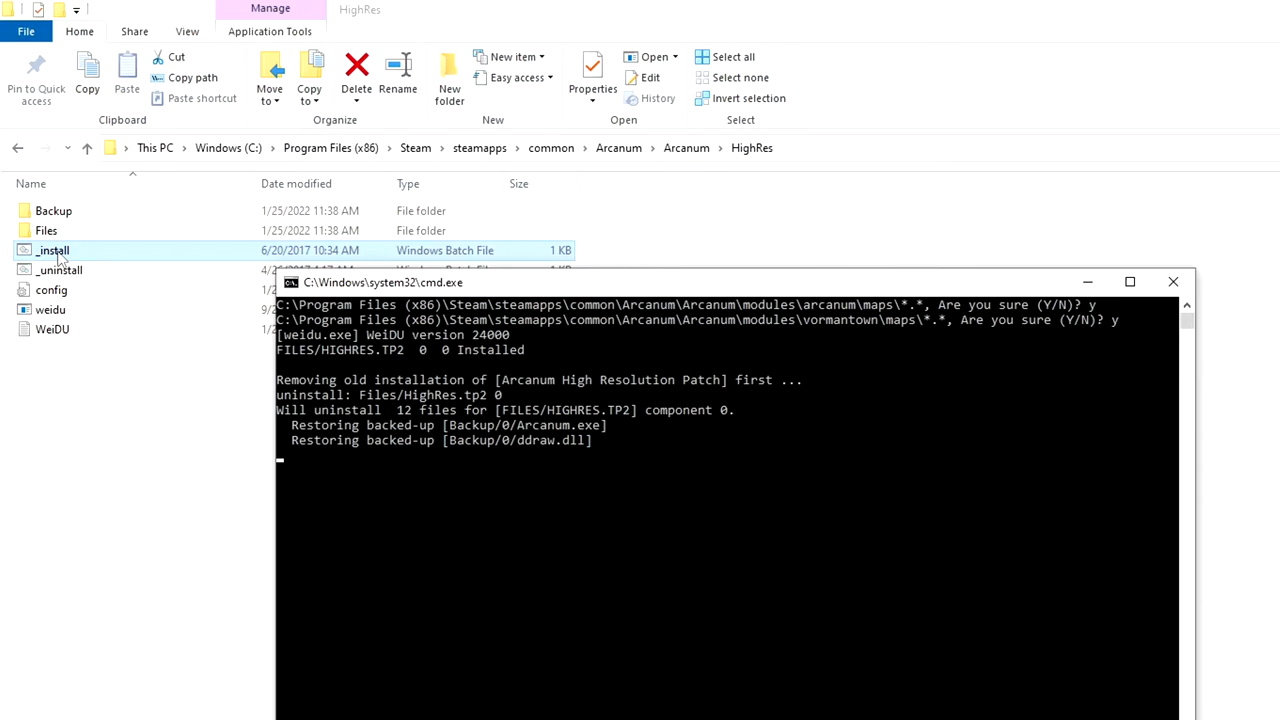 Manage
HighRes
File
Home
Share
View
Application Tools
Pin to Quick access
Copy
Paste
Cut
Copy path
Paste shortcut
Move to
Copy to
Delete
Rename
New folder
New item
Easy access
Properties
Open
Edit
History
Select all
Select none
Invert selection
Clipboard
Organize
New
Open
Select
This PC
Windows (C:)
Program Files (x86)
Steam
steamapps
common
Arcanum
Arcanum
HighRes
Name
Date modified
Type
Size
Backup
1/25/2022 11:38 AM
File folder
Files
1/25/2022 11:38 AM
File folder
_install
6/20/2017 10:34 AM
Windows Batch File
1 KB
_uninstall
config
weidu
WeiDU
C:\Windows\system32\cmd.exe
C:\Program Files (x86)\Steam\steamapps\common\Arcanum\Arcanum\modules\arcanum\maps\*.*, Are you sure (Y/N)? y
C:\Program Files (x86)\Steam\steamapps\common\Arcanum\Arcanum\modules\vormantown\maps\*.*, Are you sure (Y/N)? y
[weidu.exe] WeiDU version 24000
FILES/HIGHRES.TP2  0  0 Installed
Removing old installation of [Arcanum High Resolution Patch] first ...
uninstall: Files/HighRes.tp2 0
Will uninstall  12 files for [FILES/HIGHRES.TP2] component 0.
Restoring backed-up [Backup/0/Arcanum.exe]
Restoring backed-up [Backup/0/ddraw.dll]